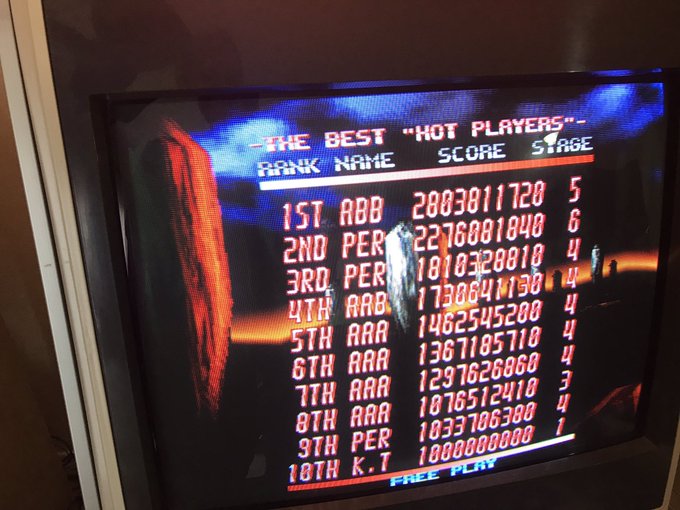 -THE BEST "HOT PLAYERS"-
RANK NAME SCORE STAGE
1ST ABB 2803811720 5
2ND PER 2276081840 6
3RD PER 1810328810 4
4TH AAB 1730641130 4
5TH AAA 1462545200 4
6TH AAA 1367185710 4
7TH AAA 1297626860 4
8TH AAA 1076512410 3
9TH PER 1033706380 4
10TH K.T 1000000000 1
FREE PLAY